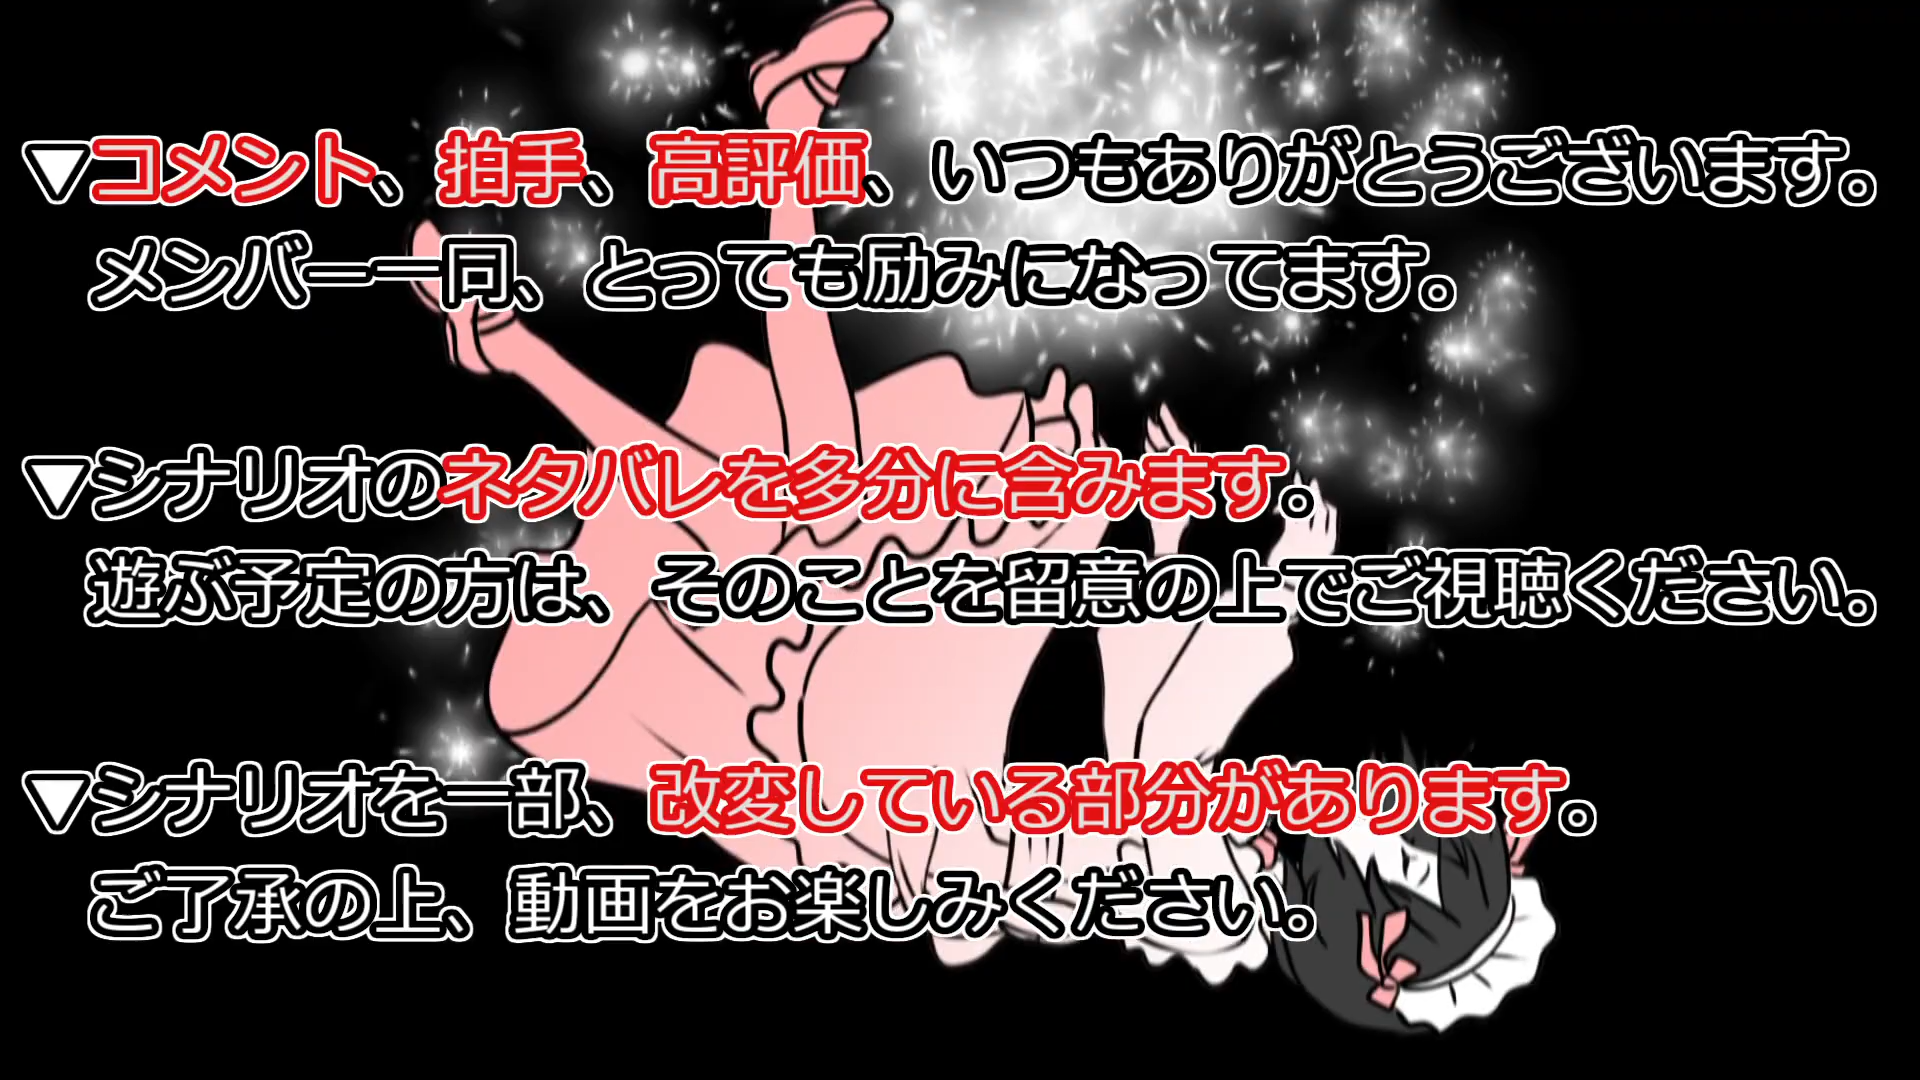 ▽コメント、拍手、高評価、いつもありがとうございます。
メンバー一同、とっても励みになってます。
▽シナリオのネタバレを多分に含みます。
遊ぶ予定の方は、そのことを留意の上でご視聴ください。
▽シナリオを一部、改変している部分があります。
ご了承の上、動画をお楽しみください。